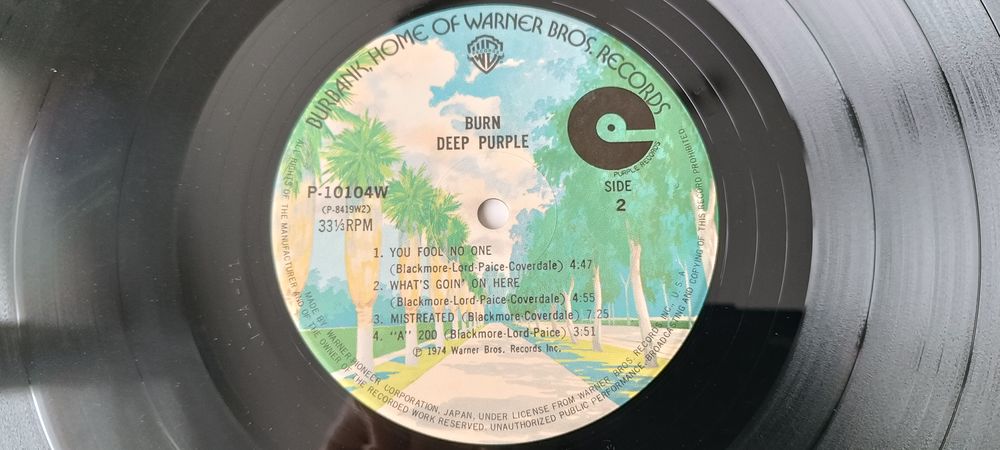 BURBANK, HOME OF WARNER BROS. RECORDS
BURN
DEEP PURPLE
PURPLE RECORDS
SIDE
2
P-10104W
(P-8419W2)
33⅓RPM
1. YOU FOOL NO ONE
(Blackmore-Lord-Paice-Coverdale) 4:47
2. WHAT'S GOIN' ON HERE
(Blackmore-Lord-Paice-Coverdale) 4:55
3. MISTREATED (Blackmore-Coverdale) 7:25
4. "A" 200 (Blackmore-Lord-Paice) 3:51
Ⓟ 1974 Warner Bros. Records Inc.
MADE BY WARNER-PIONEER CORPORATION, JAPAN, UNDER LICENSE FROM WARNER BROS RECORDS INC., U.S.A.
ALL RIGHTS OF THE MANUFACTURER AND OF THE OWNER OF THE RECORDED WORK RESERVED. UNAUTHORIZED PUBLIC PERFORMANCE, BROADCASTING AND COPYING OF THIS RECORD PROHIBITED